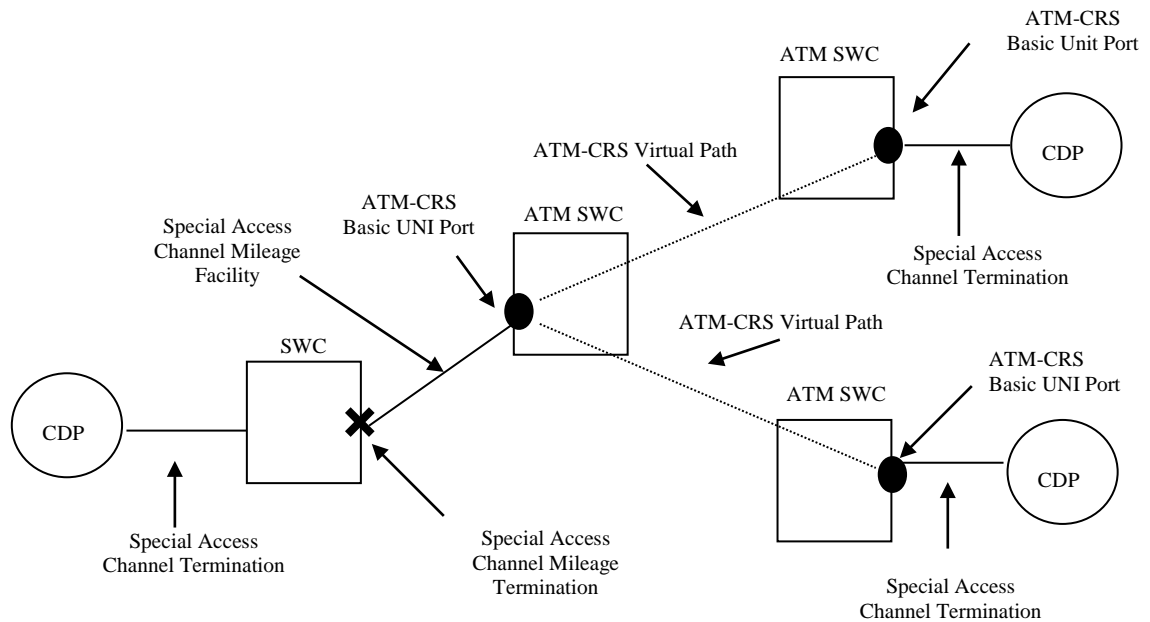 ATM-CRS
Basic Unit Port
ATM SWC
CDP
ATM-CRS Virtual Path
ATM-CRS
Basic UNI Port
ATM SWC
Special Access
Channel Mileage
Facility
Special Access
Channel Termination
ATM-CRS Virtual Path
SWC
ATM-CRS
Basic UNI Port
ATM SWC
CDP
CDP
Special Access
Channel Termination
Special Access
Channel Mileage
Termination
Special Access
Channel Termination